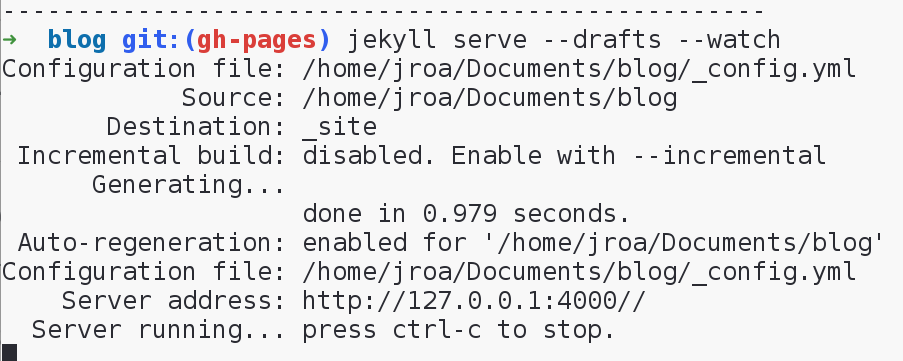 ---------------------------------------------------
➜  blog git:(gh-pages) jekyll serve --drafts --watch
Configuration file: /home/jroa/Documents/blog/_config.yml
            Source: /home/jroa/Documents/blog
       Destination: _site
 Incremental build: disabled. Enable with --incremental
      Generating...
                    done in 0.979 seconds.
 Auto-regeneration: enabled for '/home/jroa/Documents/blog'
Configuration file: /home/jroa/Documents/blog/_config.yml
    Server address: http://127.0.0.1:4000//
  Server running... press ctrl-c to stop.